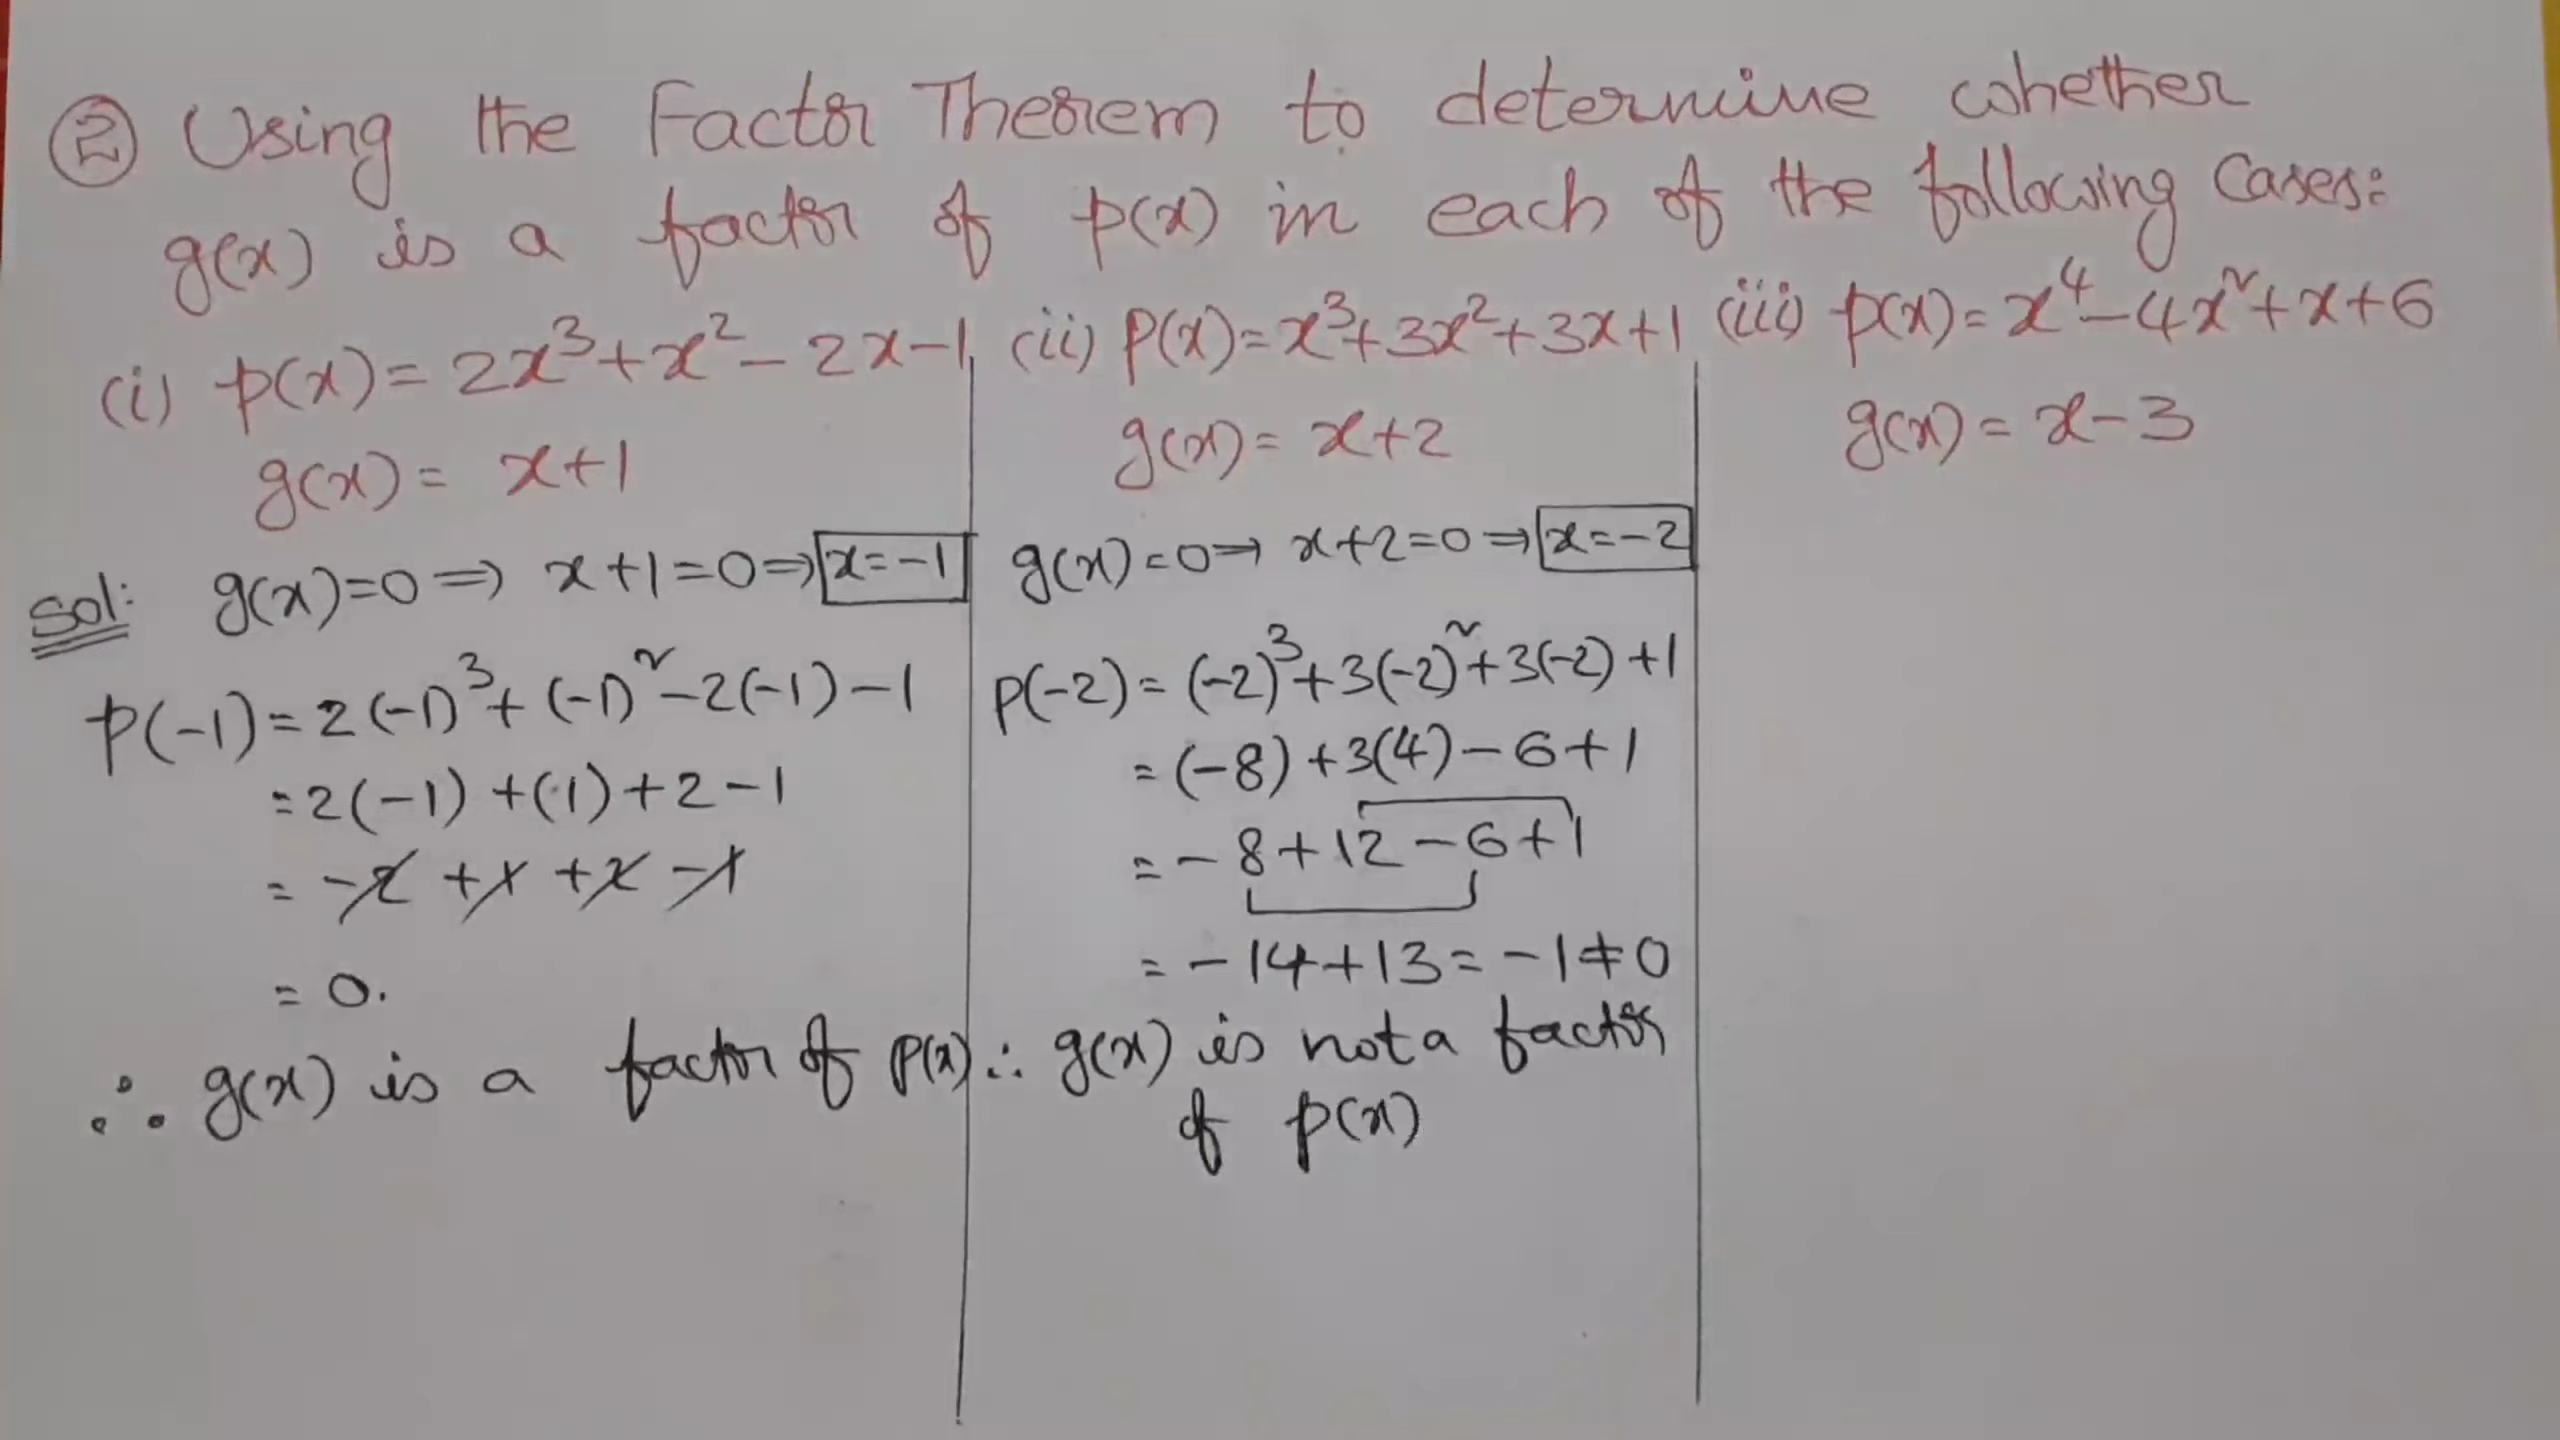 ② Using the Factor Theorem to determine whether
g(x) is a factor of p(x) in each of the following Cases:
(i) p(x) = 2x³+x²-2x-1
g(x) = x+1
(ii) P(x) = x³+3x²+3x+1
g(x) = x+2
(iii) p(x) = x⁴-4x²+x+6
g(x) = x-3
Sol: g(x)=0 ⇒ x+1=0 ⇒ x=-1
p(-1) = 2(-1)³+(-1)²-2(-1)-1
= 2(-1)+(1)+2-1
= -2+1+2-1
= 0.
∴ g(x) is a factor of P(x)
g(x)=0 ⇒ x+2=0 ⇒ x=-2
P(-2) = (-2)³+3(-2)²+3(-2)+1
= (-8)+3(4)-6+1
= -8+12-6+1
= -14+13 = -1≠0
∴ g(x) is not a factor
of p(x)